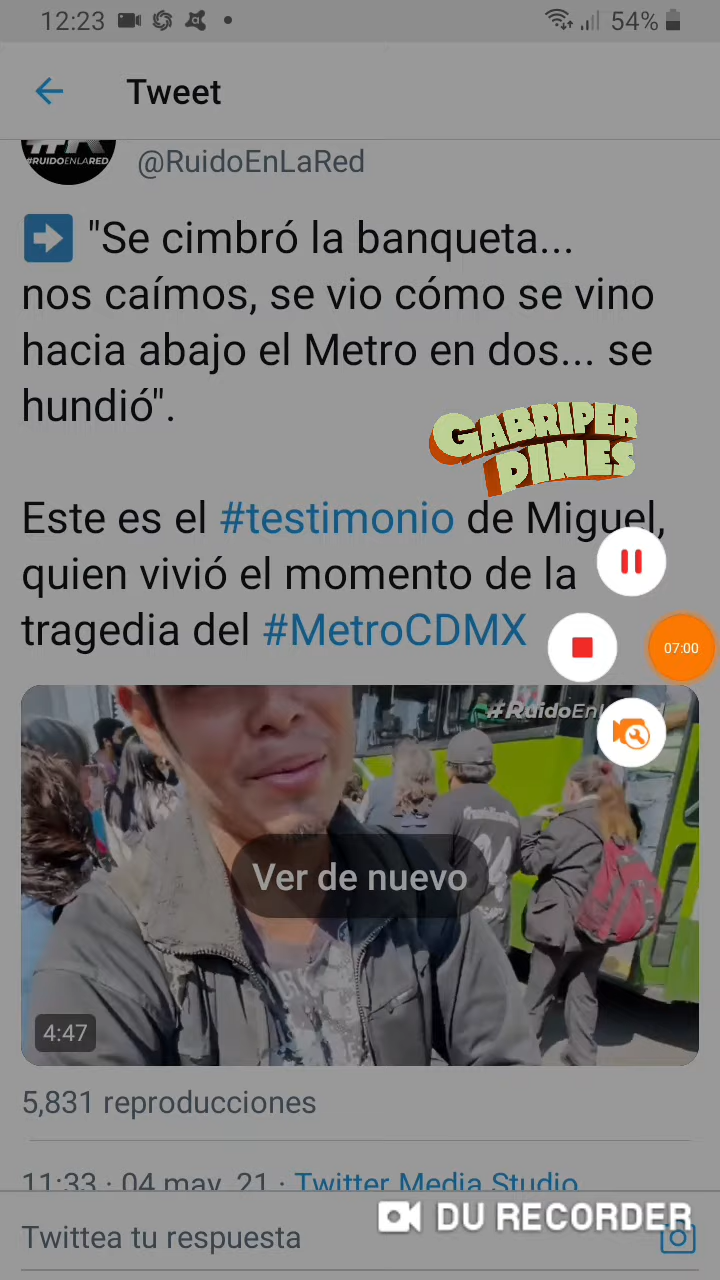 12:23 54%
Tweet
#RUIDOENLARED
@RuidoEnLaRed
"Se cimbró la banqueta...
nos caímos, se vio cómo se vino
hacia abajo el Metro en dos... se
hundió".
GABRIPER
PINES
Este es el #testimonio de Miguel,
quien vivió el momento de la
tragedia del #MetroCDMX
07:00
#RuidoEnL
Ver de nuevo
4:47
5,831 reproducciones
11:33 · 04 may. 21 · Twitter Media Studio
DU RECORDER
Twittea tu respuesta